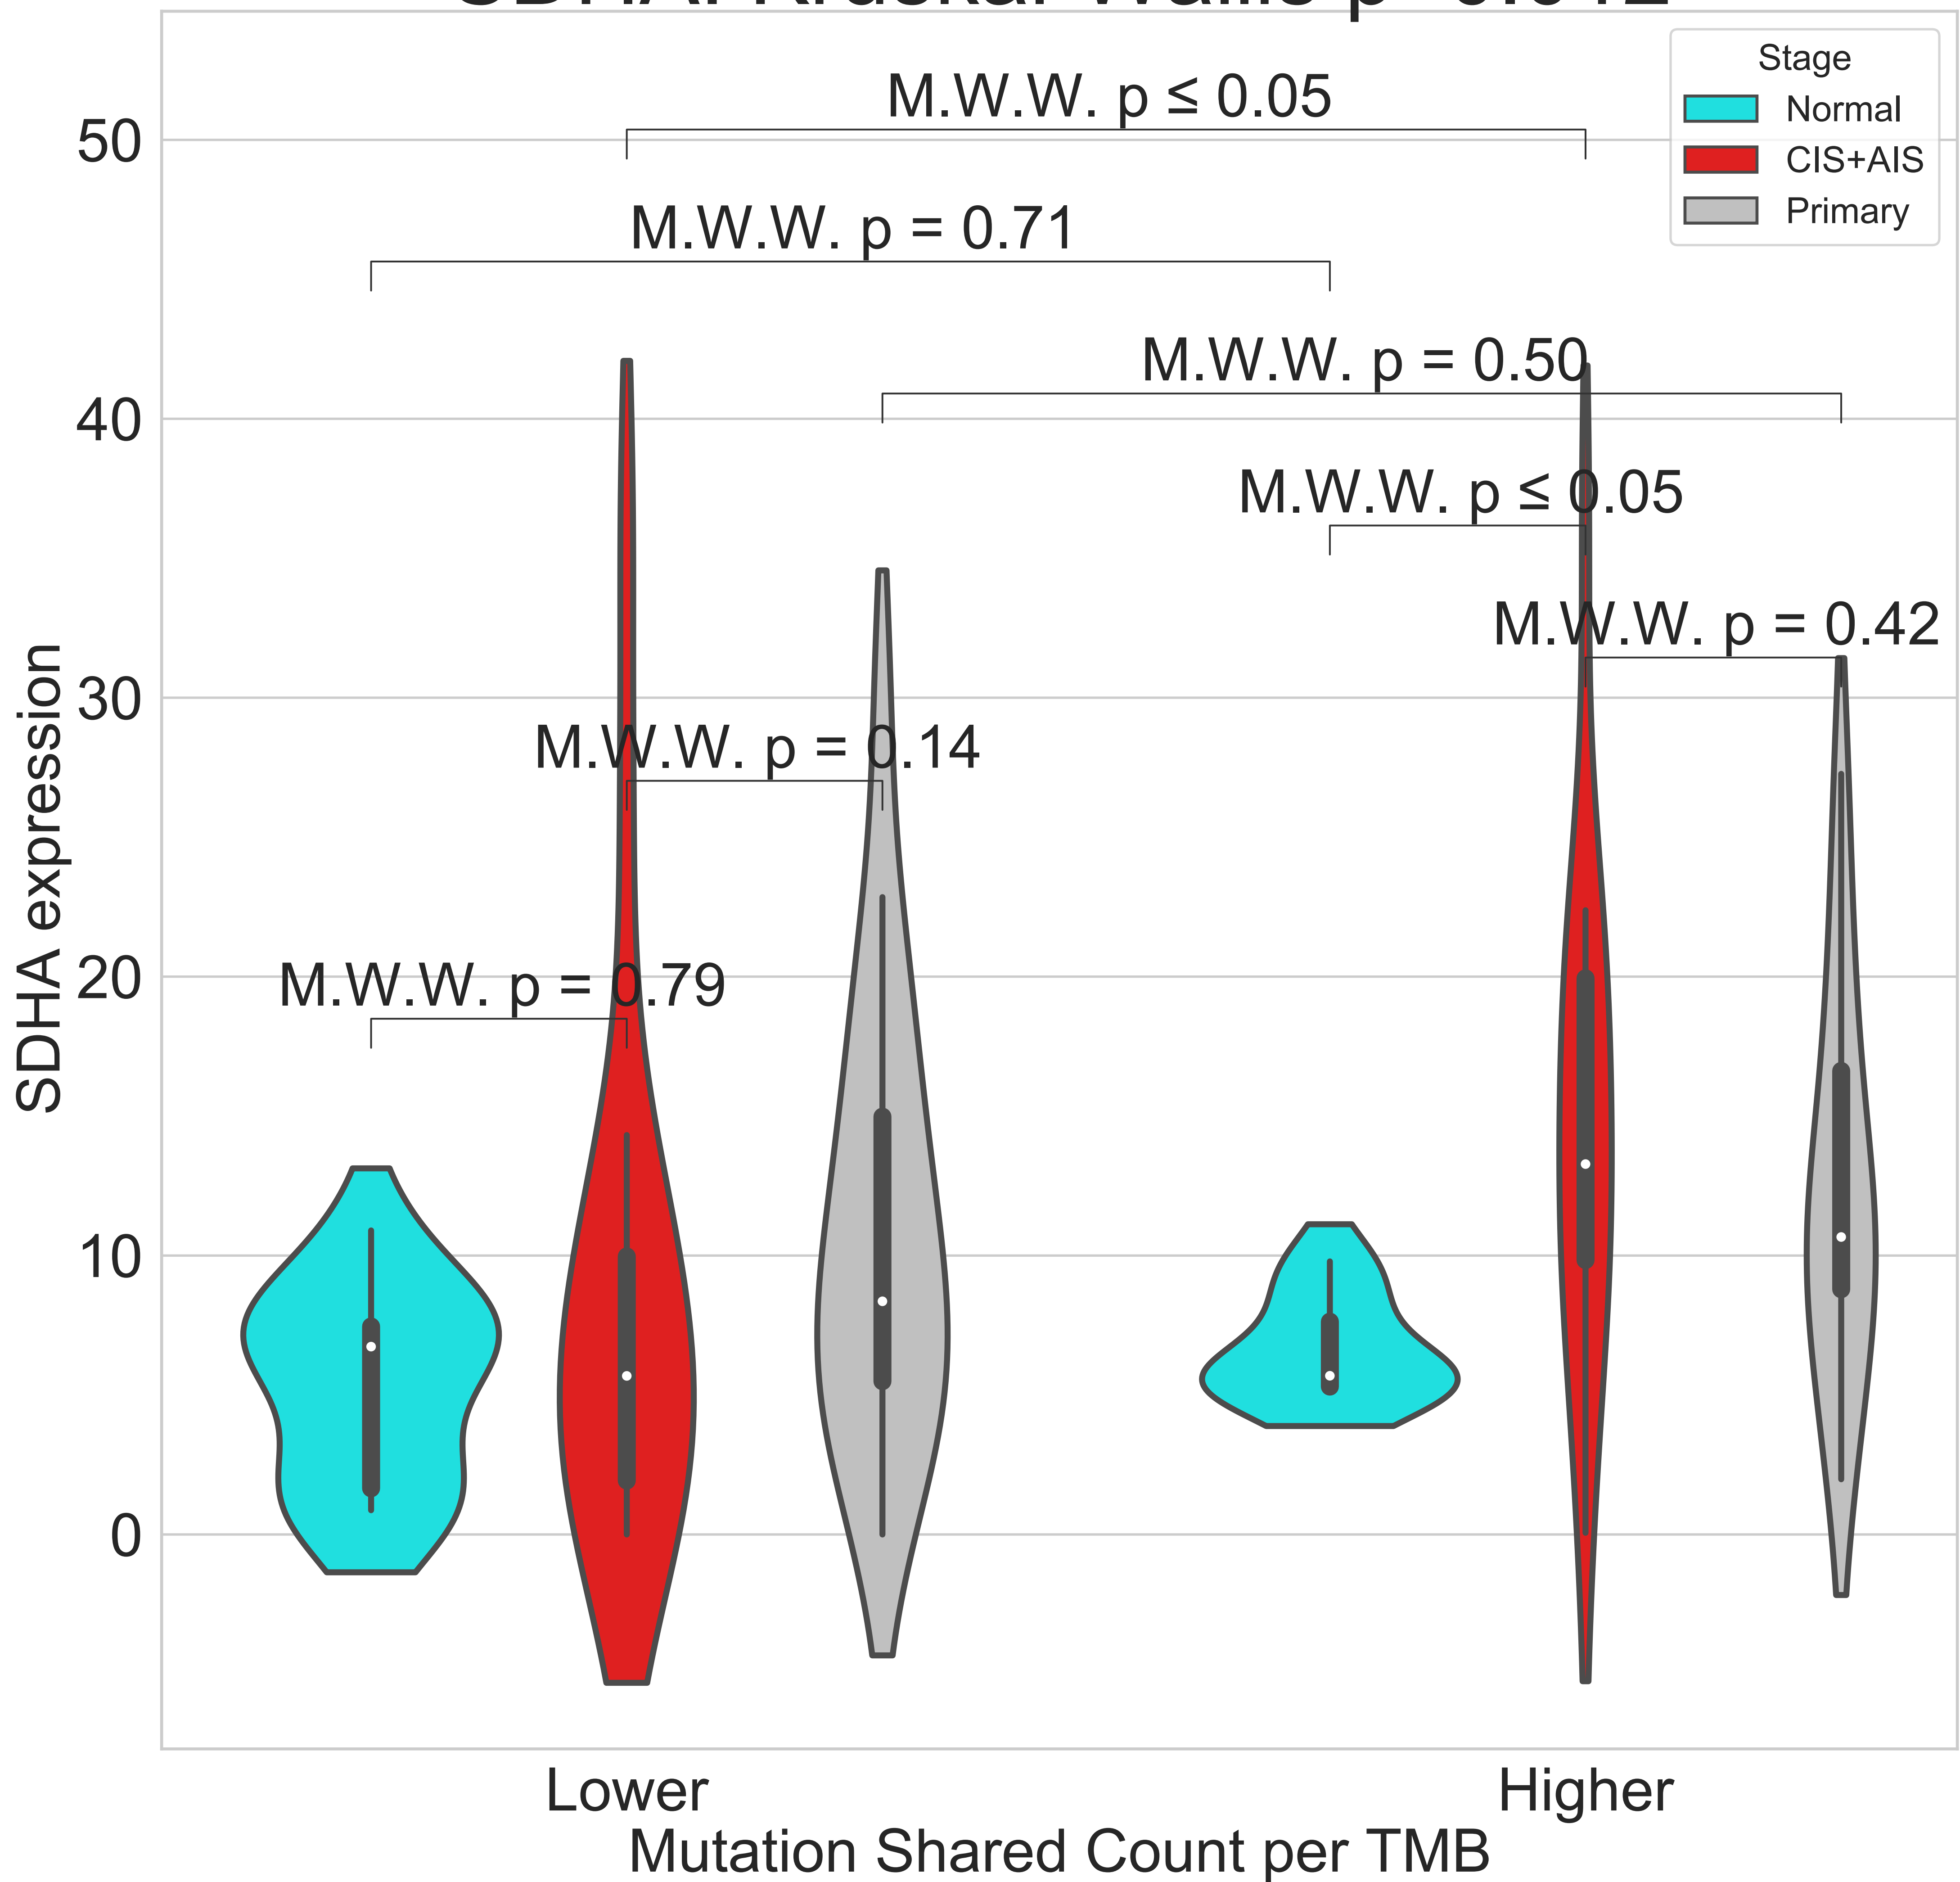 Stage
Normal
CIS+AIS
Primary
M.W.W. p ≤ 0.05
M.W.W. p = 0.71
M.W.W. p = 0.50
M.W.W. p ≤ 0.05
M.W.W. p = 0.42
M.W.W. p = 0.14
M.W.W. p = 0.79
50
40
30
20
10
0
SDHA expression
Lower
Higher
Mutation Shared Count per TMB